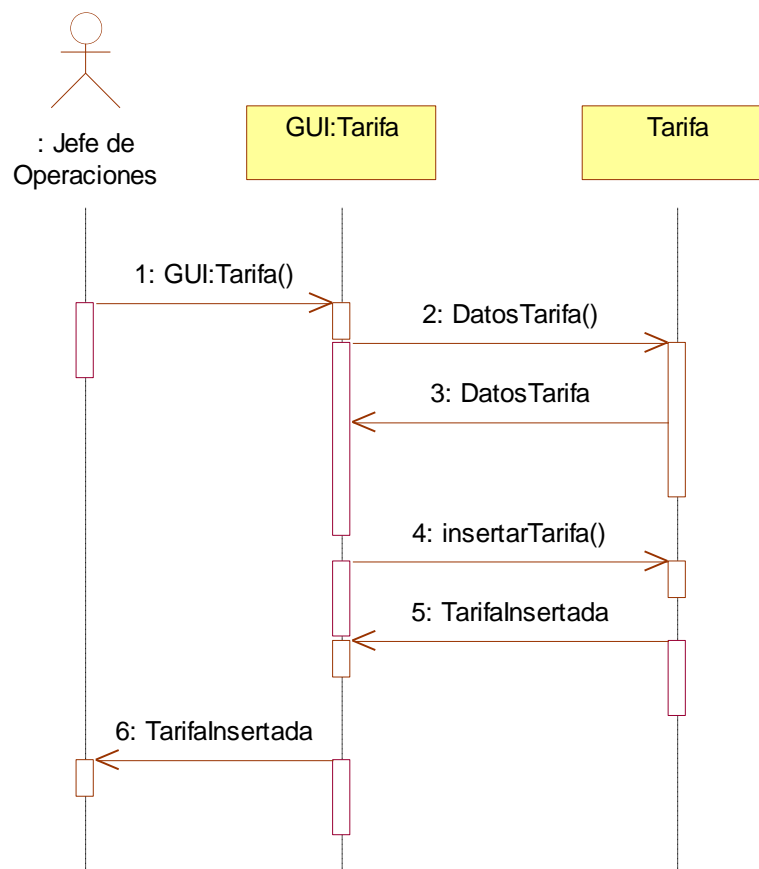 : Jefe de
Operaciones
GUI:Tarifa
Tarifa
1: GUI:Tarifa()
2: DatosTarifa()
3: DatosTarifa
4: insertarTarifa()
5: TarifaInsertada
6: TarifaInsertada